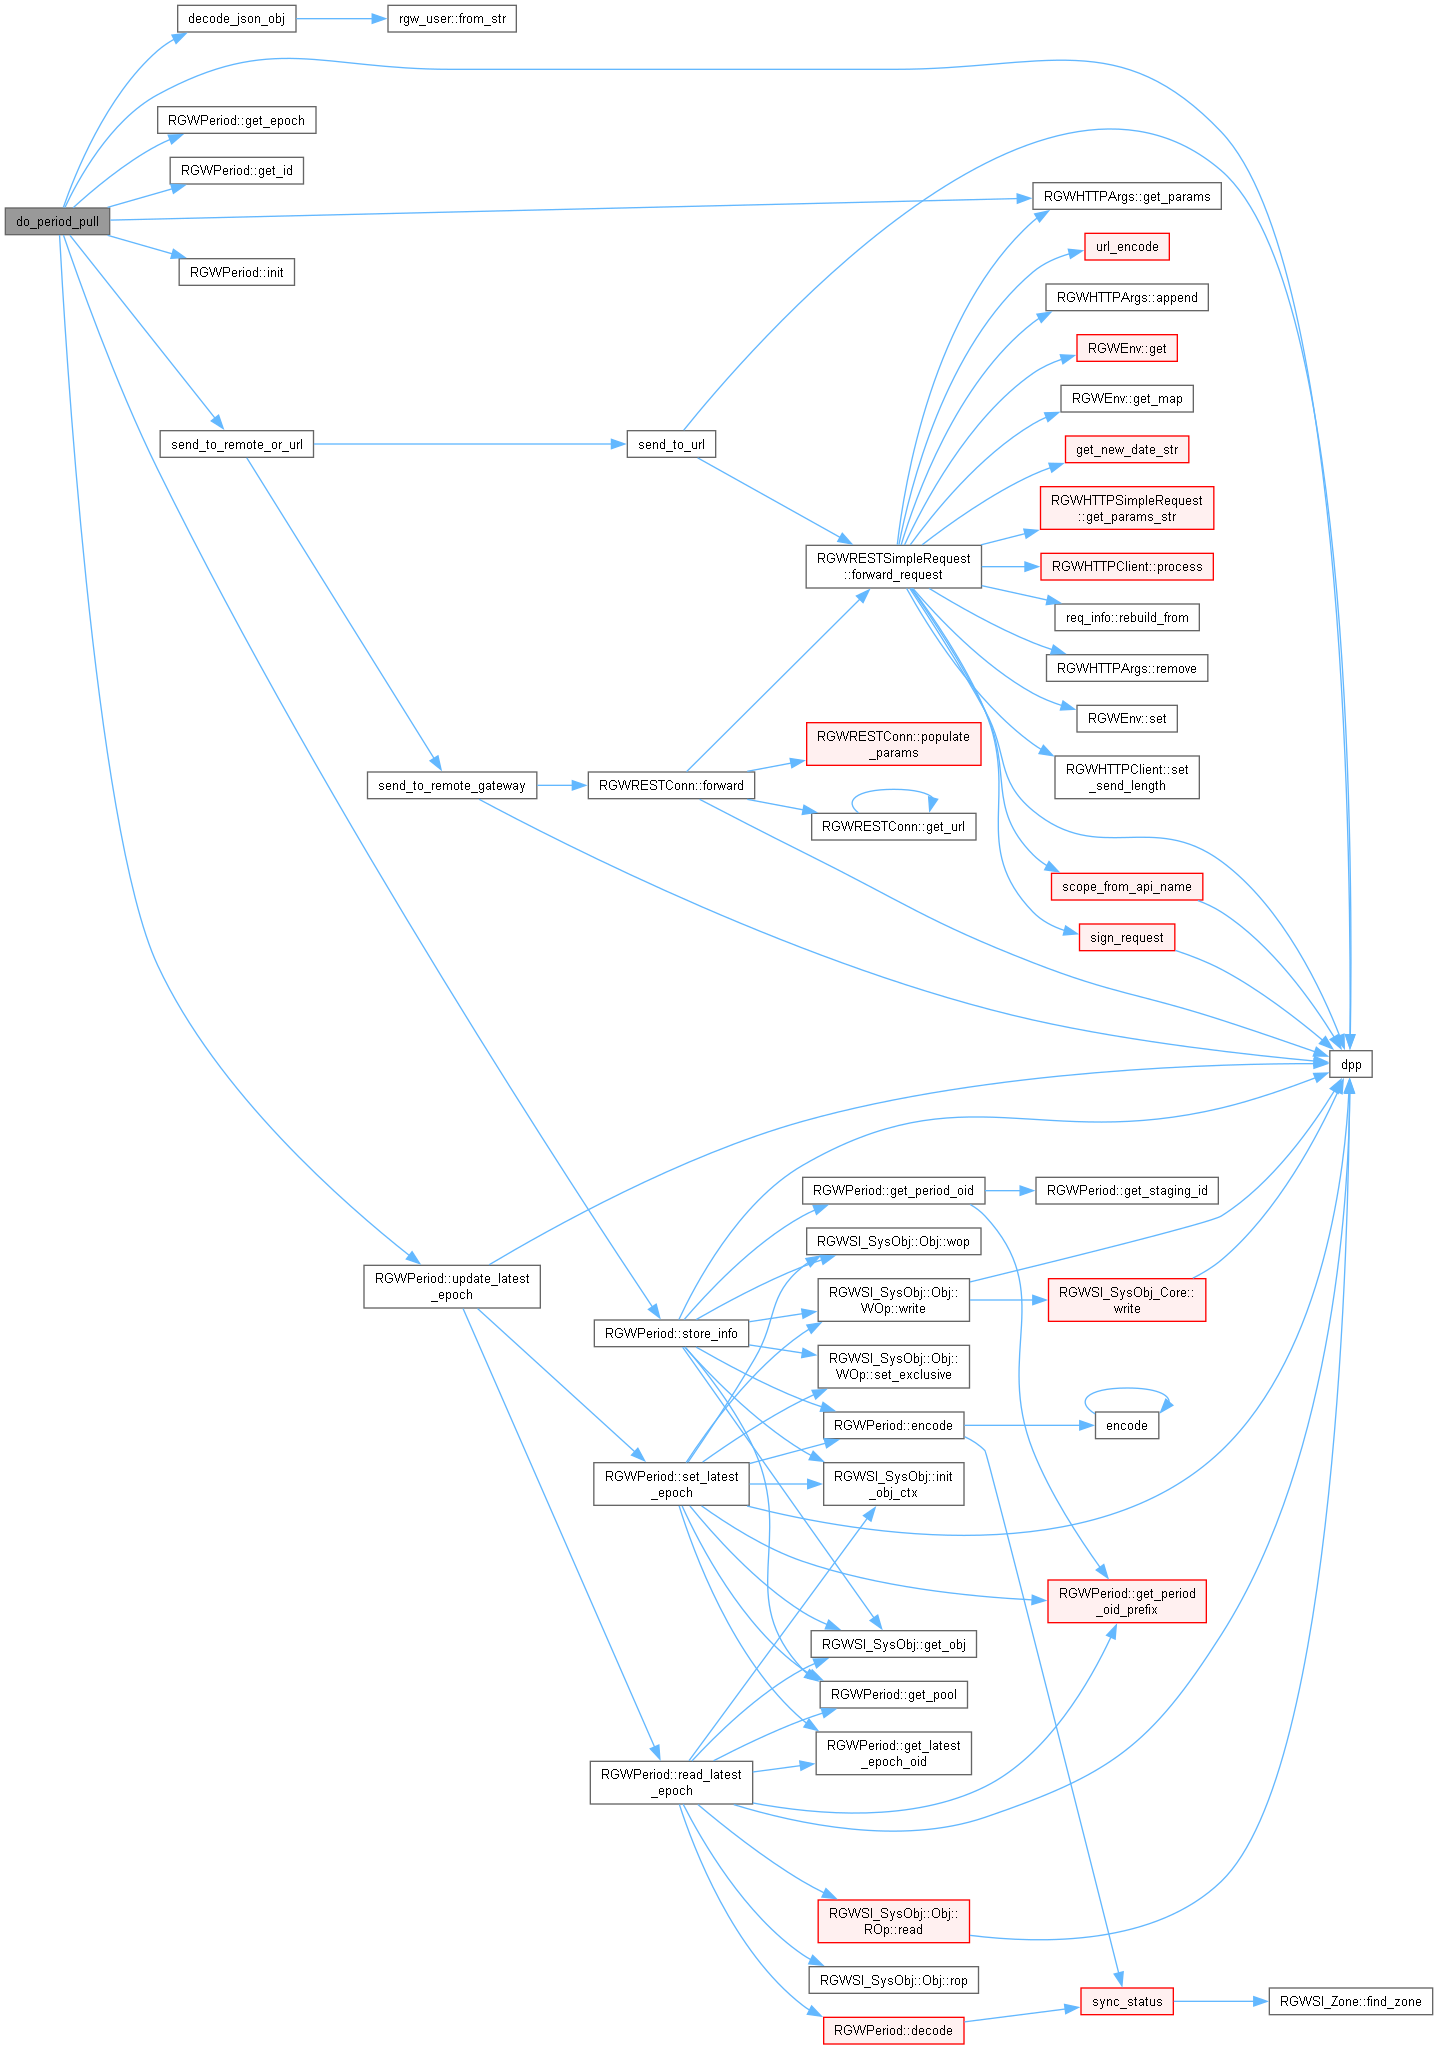 decode_json_obj
rgw_user::from_str
RGWPeriod::get_epoch
RGWPeriod::get_id
do_period_pull
RGWPeriod::init
RGWHTTPArgs::get_params
url_encode
RGWHTTPArgs::append
RGWEnv::get
RGWEnv::get_map
send_to_remote_or_url
send_to_url
get_new_date_str
RGWHTTPSimpleRequest
::get_params_str
RGWRESTSimpleRequest
::forward_request
RGWHTTPClient::process
req_info::rebuild_from
RGWHTTPArgs::remove
RGWEnv::set
RGWRESTConn::populate
_params
RGWHTTPClient::set
_send_length
send_to_remote_gateway
RGWRESTConn::forward
RGWRESTConn::get_url
scope_from_api_name
sign_request
dpp
RGWPeriod::get_period_oid
RGWPeriod::get_staging_id
RGWSI_SysObj::Obj::wop
RGWPeriod::update_latest
_epoch
RGWSI_SysObj::Obj::
WOp::write
RGWSI_SysObj_Core::
write
RGWPeriod::store_info
RGWSI_SysObj::Obj::
WOp::set_exclusive
RGWPeriod::encode
encode
RGWPeriod::set_latest
_epoch
RGWSI_SysObj::init
_obj_ctx
RGWPeriod::get_period
_oid_prefix
RGWSI_SysObj::get_obj
RGWPeriod::get_pool
RGWPeriod::get_latest
_epoch_oid
RGWPeriod::read_latest
_epoch
RGWSI_SysObj::Obj::
ROp::read
RGWSI_SysObj::Obj::rop
sync_status
RGWSI_Zone::find_zone
RGWPeriod::decode